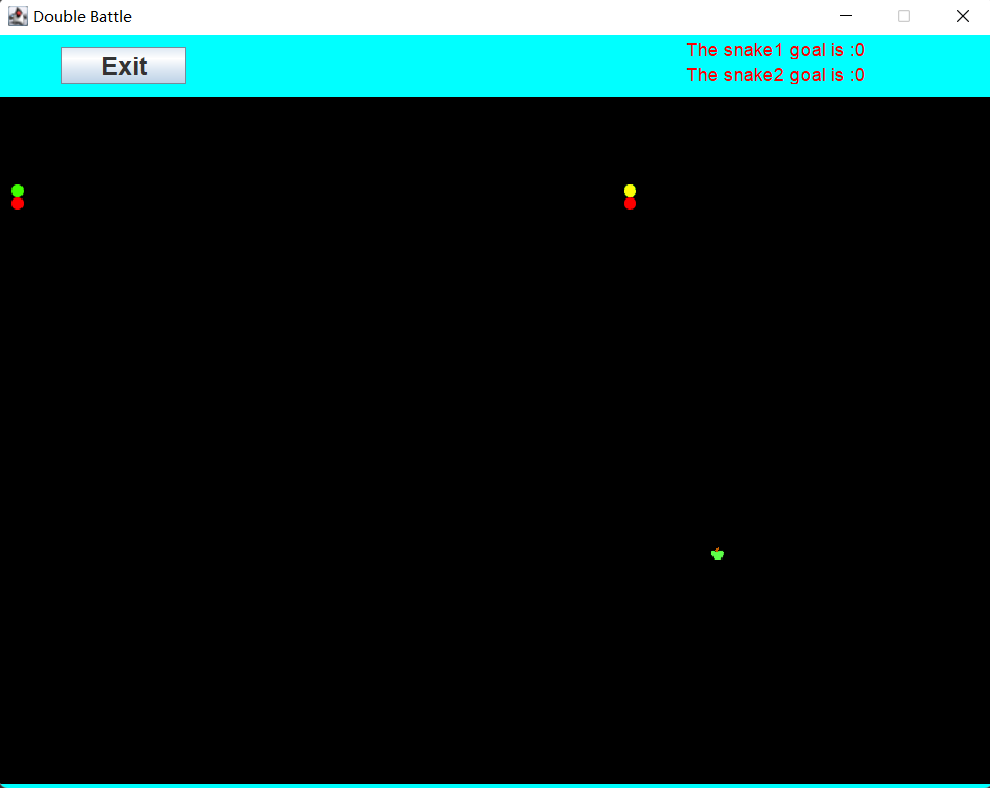 Double Battle
Exit
The snake1 goal is :0
The snake2 goal is :0